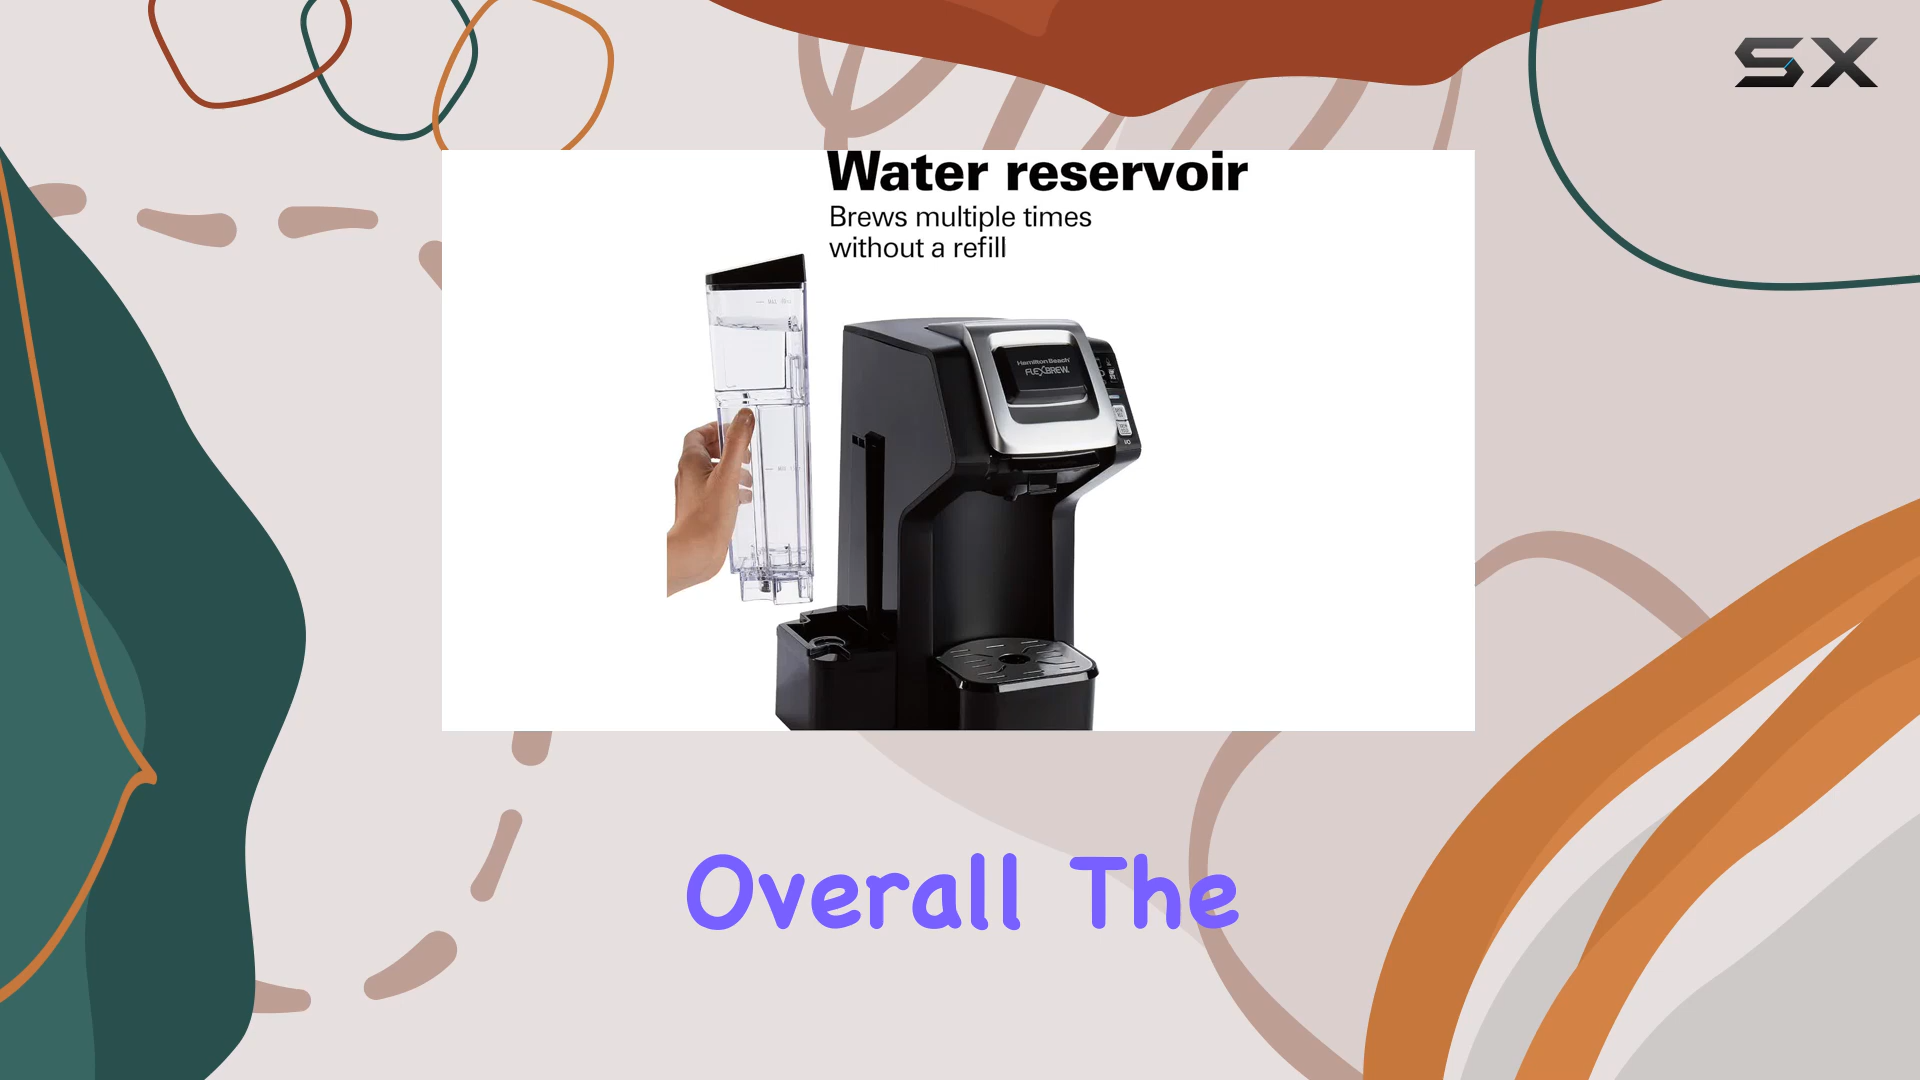 SX
Water reservoir
Brews multiple times
without a refill
Hamilton Beach
FLEXBREW
Overall The